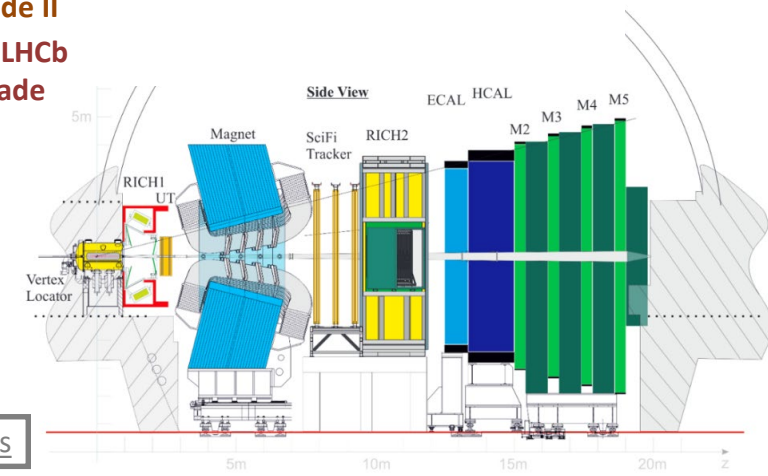 de II
LHCb
ade
Side View
ECAL
HCAL
M2
M3
M4
M5
5m
Magnet
SciFi
Tracker
RICH2
RICH1
UT
Vertex
Locator
s
5m
10m
15m
20m
z